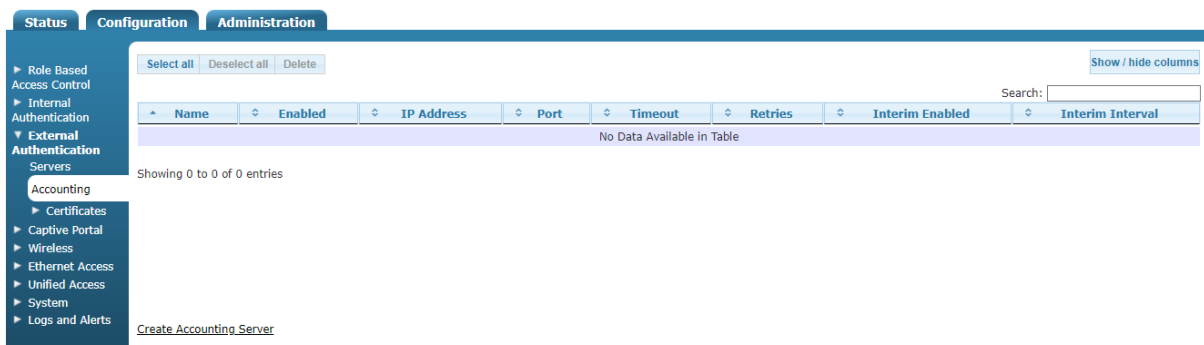 Status Configuration Administration
Role Based
Access Control
Internal
Authentication
External
Authentication
Servers
Accounting
Certificates
Captive Portal
Wireless
Ethernet Access
Unified Access
System
Logs and Alerts
Select all Deselect all Delete
Show / hide columns
Search:
Name Enabled IP Address Port Timeout Retries Interim Enabled Interim Interval
No Data Available in Table
Showing 0 to 0 of 0 entries
Create Accounting Server